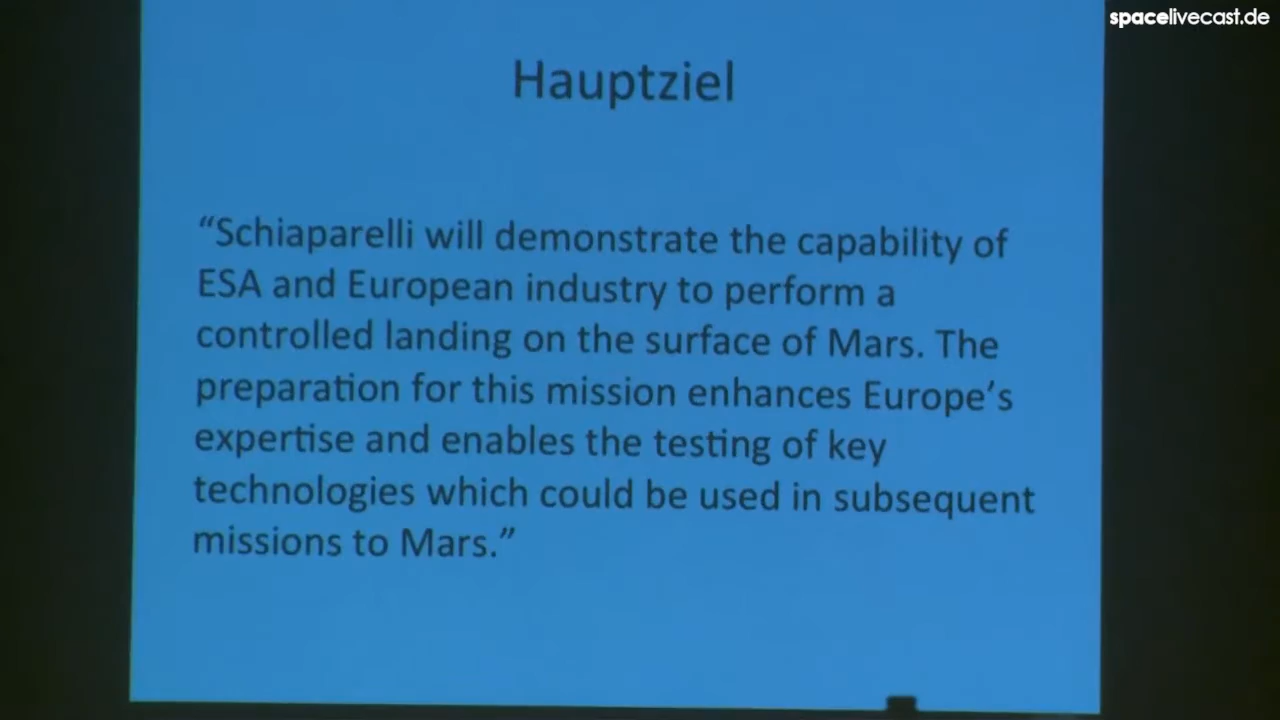 spacelivecast.de
Hauptziel
“Schiaparelli will demonstrate the capability of
ESA and European industry to perform a
controlled landing on the surface of Mars. The
preparation for this mission enhances Europe’s
expertise and enables the testing of key
technologies which could be used in subsequent
missions to Mars.”